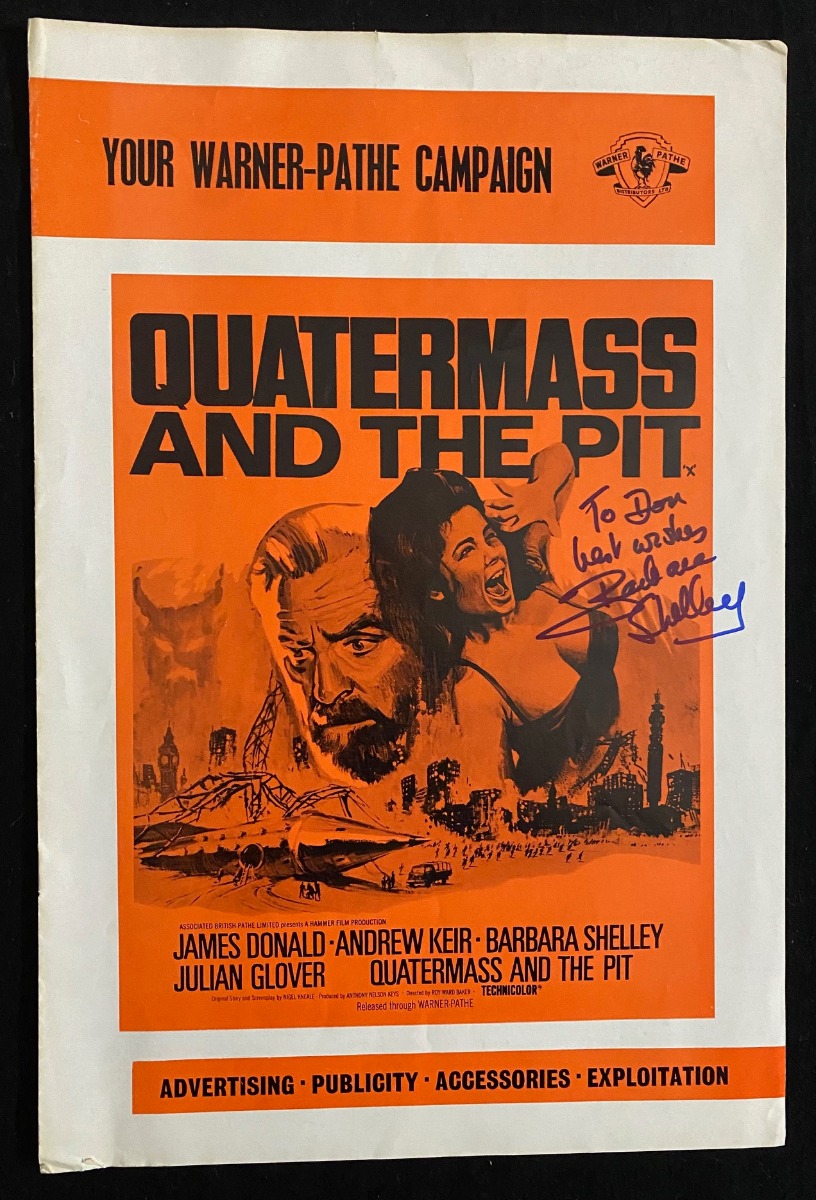 YOUR WARNER-PATHE CAMPAIGN
WARNER PATHE
DISTRIBUTORS LTD
QUATERMASS
AND THE PIT
'X'
To Don
best wishes
Barbara
Shelley
ASSOCIATED BRITISH-PATHE LIMITED presents A HAMMER FILM PRODUCTION
JAMES DONALD · ANDREW KEIR · BARBARA SHELLEY
JULIAN GLOVER QUATERMASS AND THE PIT
Original Story and Screenplay by NIGEL KNEALE · Produced by ANTHONY NELSON KEYS · Directed by ROY WARD BAKER · TECHNICOLOR®
Released through WARNER-PATHE
ADVERTISING · PUBLICITY · ACCESSORIES · EXPLOITATION